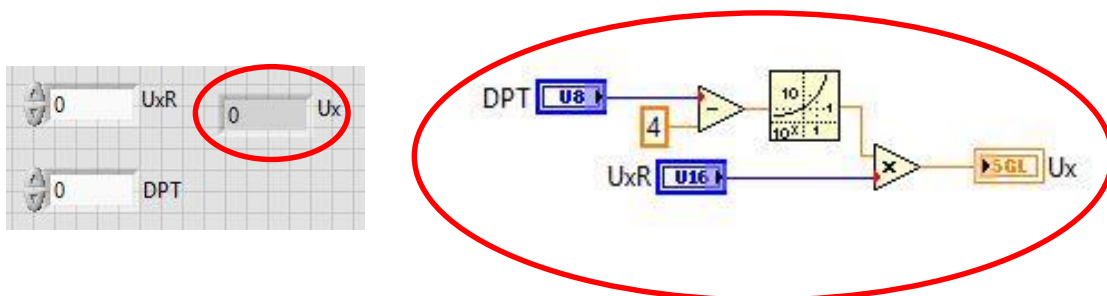 0 UxR
0 Ux
0 DPT
DPT U8
4
-
10
1
10^x 1
UxR U16
x
SGL Ux